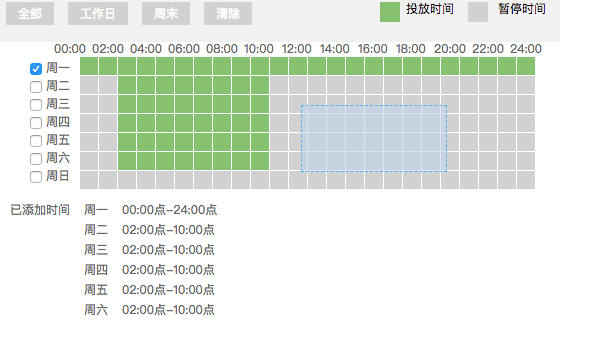 全部 工作日 周末 清除 投放时间 暂停时间
00:00 02:00 04:00 06:00 08:00 10:00 12:00 14:00 16:00 18:00 20:00 22:00 24:00
周一
周二
周三
周四
周五
周六
周日
已添加时间 周一 00:00点-24:00点
周二 02:00点-10:00点
周三 02:00点-10:00点
周四 02:00点-10:00点
周五 02:00点-10:00点
周六 02:00点-10:00点